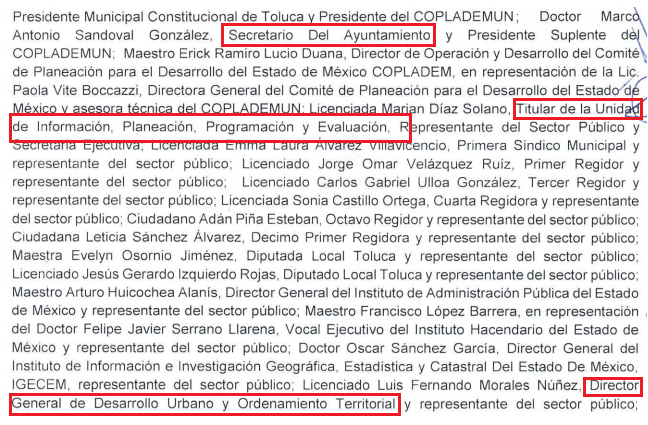 Presidente Municipal Constitucional de Toluca y Presidente del COPLADEMUN; Doctor Marco
Antonio Sandoval González, Secretario Del Ayuntamiento y Presidente Suplente del
COPLADEMUN; Maestro Erick Ramiro Lucio Duana, Director de Operación y Desarrollo del Comité
de Planeación para el Desarrollo del Estado de México COPLADEM, en representación de la Lic.
Paola Vite Boccazzi, Directora General del Comité de Planeación para el Desarrollo del Estado de
México y asesora técnica del COPLADEMUN; Licenciada Marian Díaz Solano, Titular de la Unidad
de Información, Planeación, Programación y Evaluación, Representante del Sector Público y
Secretaria Ejecutiva; Licenciada Emma Laura Álvarez Villavicencio, Primera Síndico Municipal y
representante del sector público; Licenciado Jorge Omar Velázquez Ruíz, Primer Regidor y
representante del sector público; Licenciado Carlos Gabriel Ulloa González, Tercer Regidor y
representante del sector público; Licenciada Sonia Castillo Ortega, Cuarta Regidora y representante
del sector público; Ciudadano Adán Piña Esteban, Octavo Regidor y representante del sector público;
Ciudadana Leticia Sánchez Álvarez, Decimo Primer Regidora y representante del sector público;
Maestra Evelyn Osornio Jiménez, Diputada Local Toluca y representante del sector público;
Licenciado Jesús Gerardo Izquierdo Rojas, Diputado Local Toluca y representante del sector público;
Maestro Arturo Huicochea Alanís, Director General del Instituto de Administración Pública del Estado
de México y representante del sector público; Maestro Francisco López Barrera, en representación
del Doctor Felipe Javier Serrano Llarena, Vocal Ejecutivo del Instituto Hacendario del Estado de
México y representante del sector público; Doctor Oscar Sánchez García, Director General del
Instituto de Información e Investigación Geográfica, Estadística y Catastral Del Estado De México,
IGECEM, representante del sector público; Licenciado Luis Fernando Morales Núñez, Director
General de Desarrollo Urbano y Ordenamiento Territorial y representante del sector público;